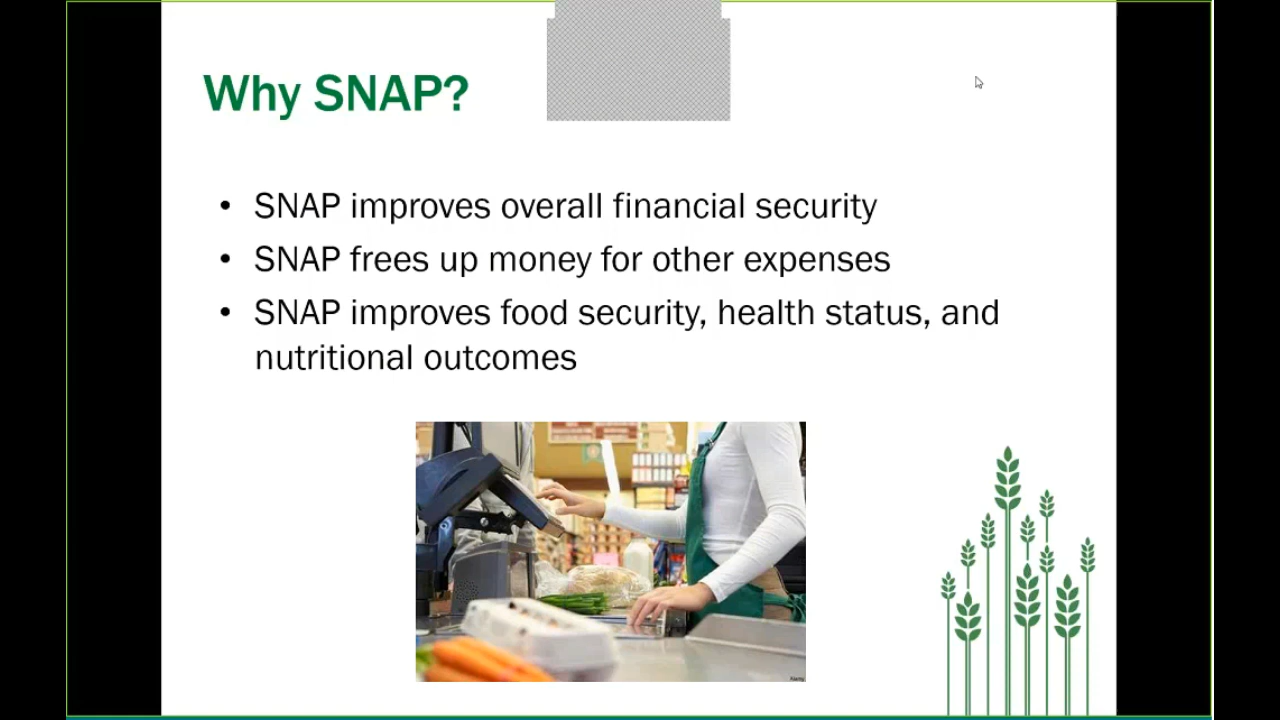 Why SNAP?
• SNAP improves overall financial security
• SNAP frees up money for other expenses
• SNAP improves food security, health status, and
nutritional outcomes